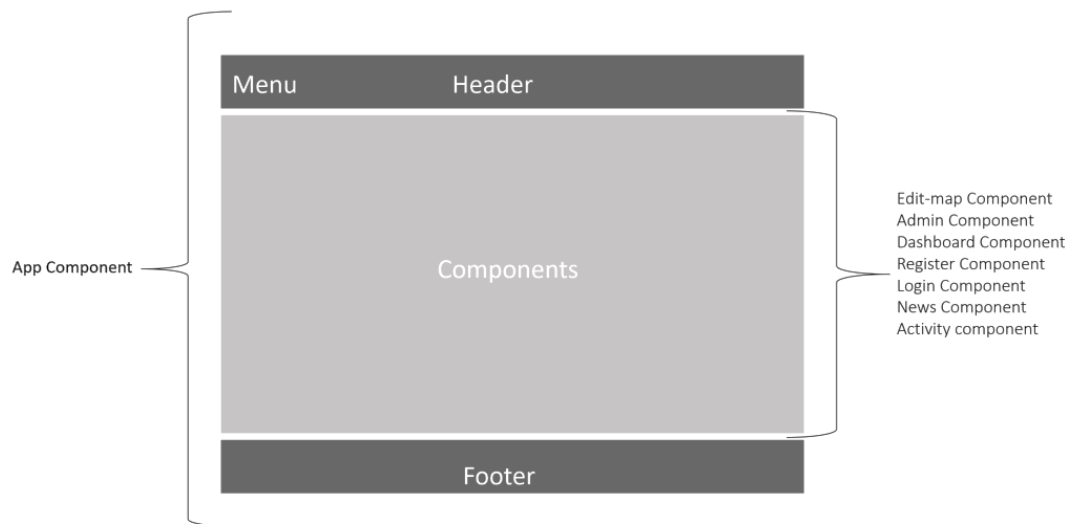 Menu
Header
App Component
Components
Edit-map Component
Admin Component
Dashboard Component
Register Component
Login Component
News Component
Activity component
Footer